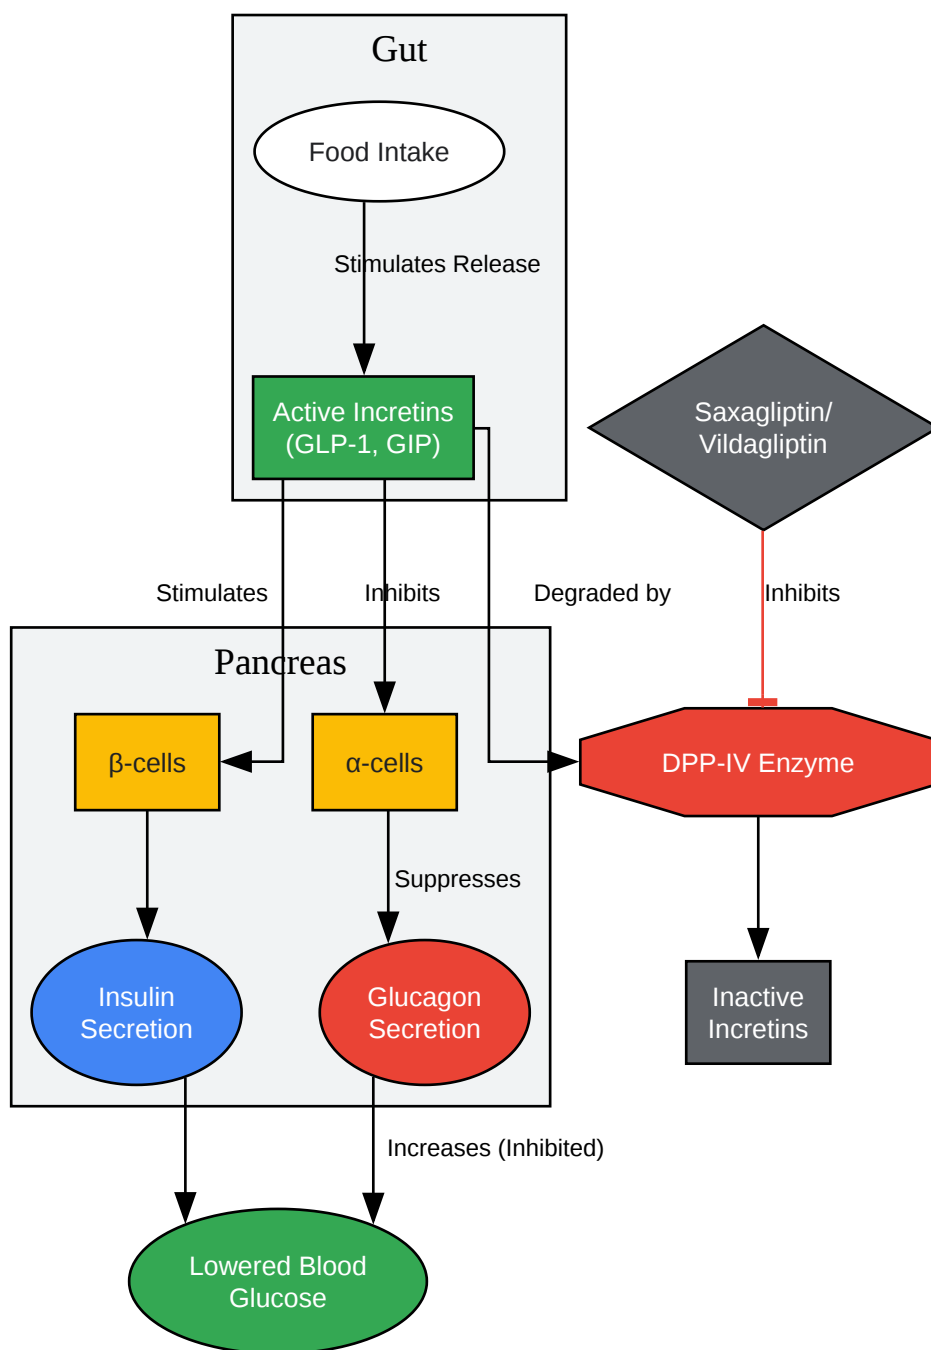 Gut
Food Intake
Stimulates Release
Active Incretins
(GLP-1, GIP)
Saxagliptin/
Vildagliptin
Stimulates
Inhibits
Degraded by
Inhibits
Pancreas
β-cells
α-cells
DPP-IV Enzyme
Suppresses
Insulin
Secretion
Glucagon
Secretion
Inactive
Incretins
Increases (Inhibited)
Lowered Blood
Glucose